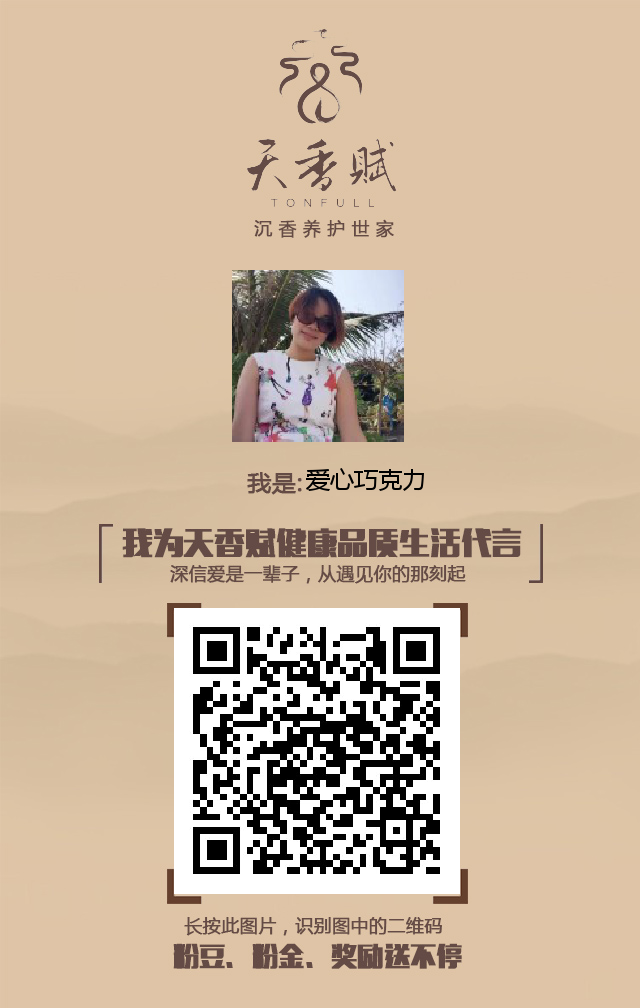 天香赋
TONFULL
沉香养护世家
我是:爱心巧克力
我为天香赋健康品质生活代言
深信爱是一辈子，从遇见你的那刻起
长按此图片，识别图中的二维码
粉豆、粉金、奖励送不停